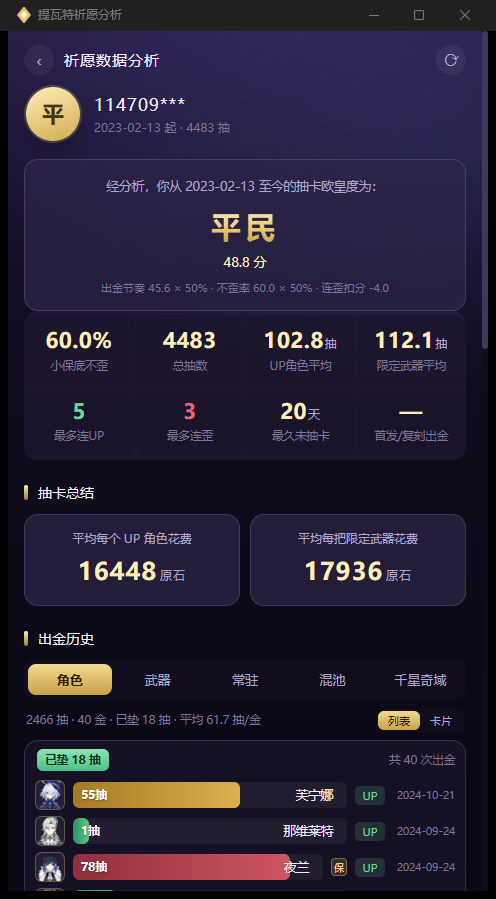 提瓦特祈愿分析
祈愿数据分析
平
114709***
2023-02-13 起 · 4483 抽
经分析，你从 2023-02-13 至今的抽卡欧皇度为:
平民
48.8 分
出金节奏 45.6 × 50% · 不歪率 60.0 × 50% · 连歪扣分 -4.0
60.0% 4483 102.8抽 112.1抽
小保底不歪 总抽数 UP角色平均 限定武器平均
5 3 20天 —
最多连UP 最多连歪 最久未抽卡 首发/复刻出金
抽卡总结
平均每个 UP 角色花费 平均每把限定武器花费
16448 原石 17936 原石
出金历史
角色 武器 常驻 混池 千星奇域
2466 抽 · 40 金 · 已垫 18 抽 · 平均 61.7 抽/金 列表 卡片
已垫 18 抽 共 40 次出金
55抽 芙宁娜 UP 2024-10-21
1抽 那维莱特 UP 2024-09-24
78抽 夜兰 保 UP 2024-09-24